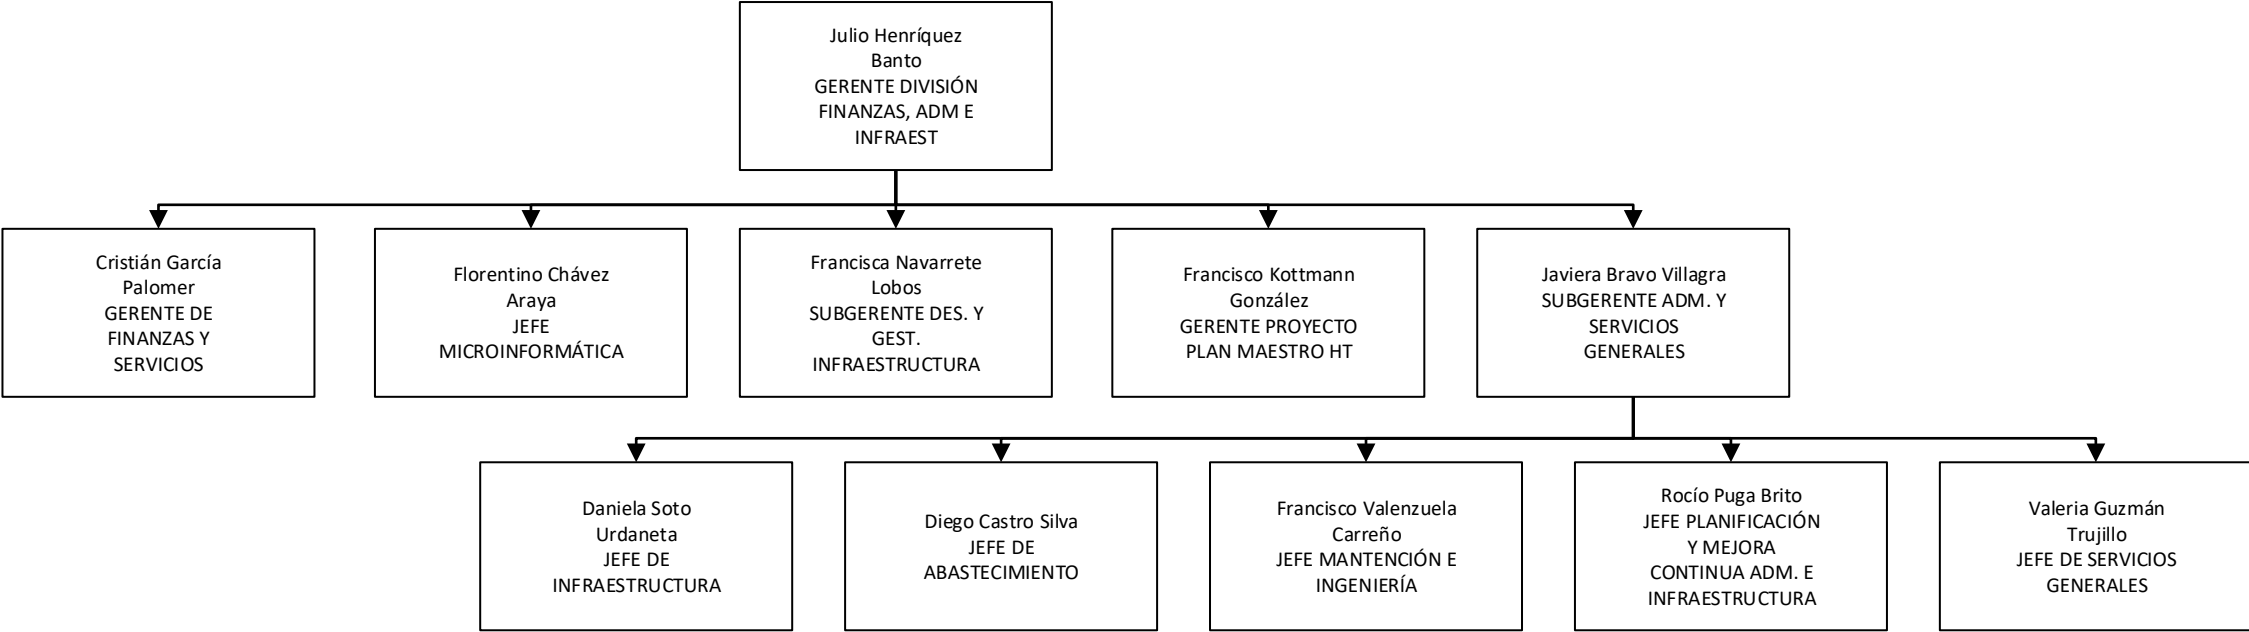 Julio Henríquez
Banto
GERENTE DIVISIÓN
FINANZAS, ADM E
INFRAEST
Cristián García
Palomer
GERENTE DE
FINANZAS Y
SERVICIOS
Florentino Chávez
Araya
JEFE
MICROINFORMÁTICA
Francisca Navarrete
Lobos
SUBGERENTE DES. Y
GEST.
INFRAESTRUCTURA
Francisco Kottmann
González
GERENTE PROYECTO
PLAN MAESTRO HT
Javiera Bravo Villagra
SUBGERENTE ADM. Y
SERVICIOS
GENERALES
Daniela Soto
Urdaneta
JEFE DE
INFRAESTRUCTURA
Diego Castro Silva
JEFE DE
ABASTECIMIENTO
Francisco Valenzuela
Carreño
JEFE MANTENCIÓN E
INGENIERÍA
Rocío Puga Brito
JEFE PLANIFICACIÓN
Y MEJORA
CONTINUA ADM. E
INFRAESTRUCTURA
Valeria Guzmán
Trujillo
JEFE DE SERVICIOS
GENERALES